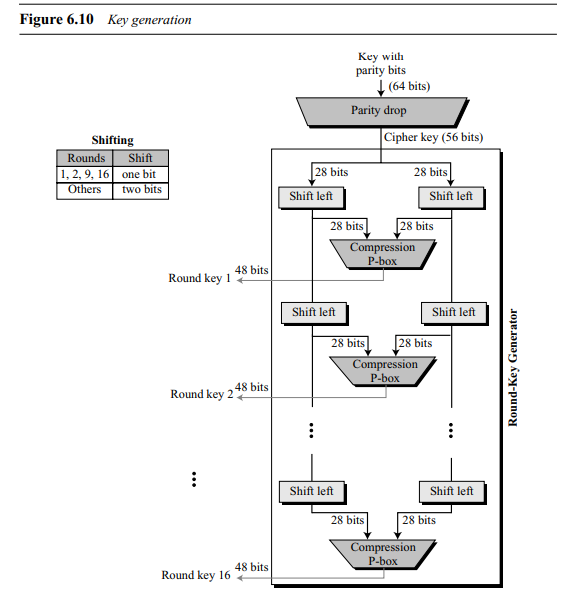 Figure 6.10 Key generation
Key with
parity bits
(64 bits)
Parity drop
Cipher key (56 bits)
Shifting
Rounds Shift
1, 2, 9, 16 one bit
Others two bits
28 bits 28 bits
Shift left Shift left
28 bits 28 bits
Compression
P-box
Round key 1 48 bits
Shift left Shift left
28 bits 28 bits
Compression
P-box
Round key 2 48 bits
Round-Key Generator
Shift left Shift left
28 bits 28 bits
Compression
P-box
Round key 16 48 bits